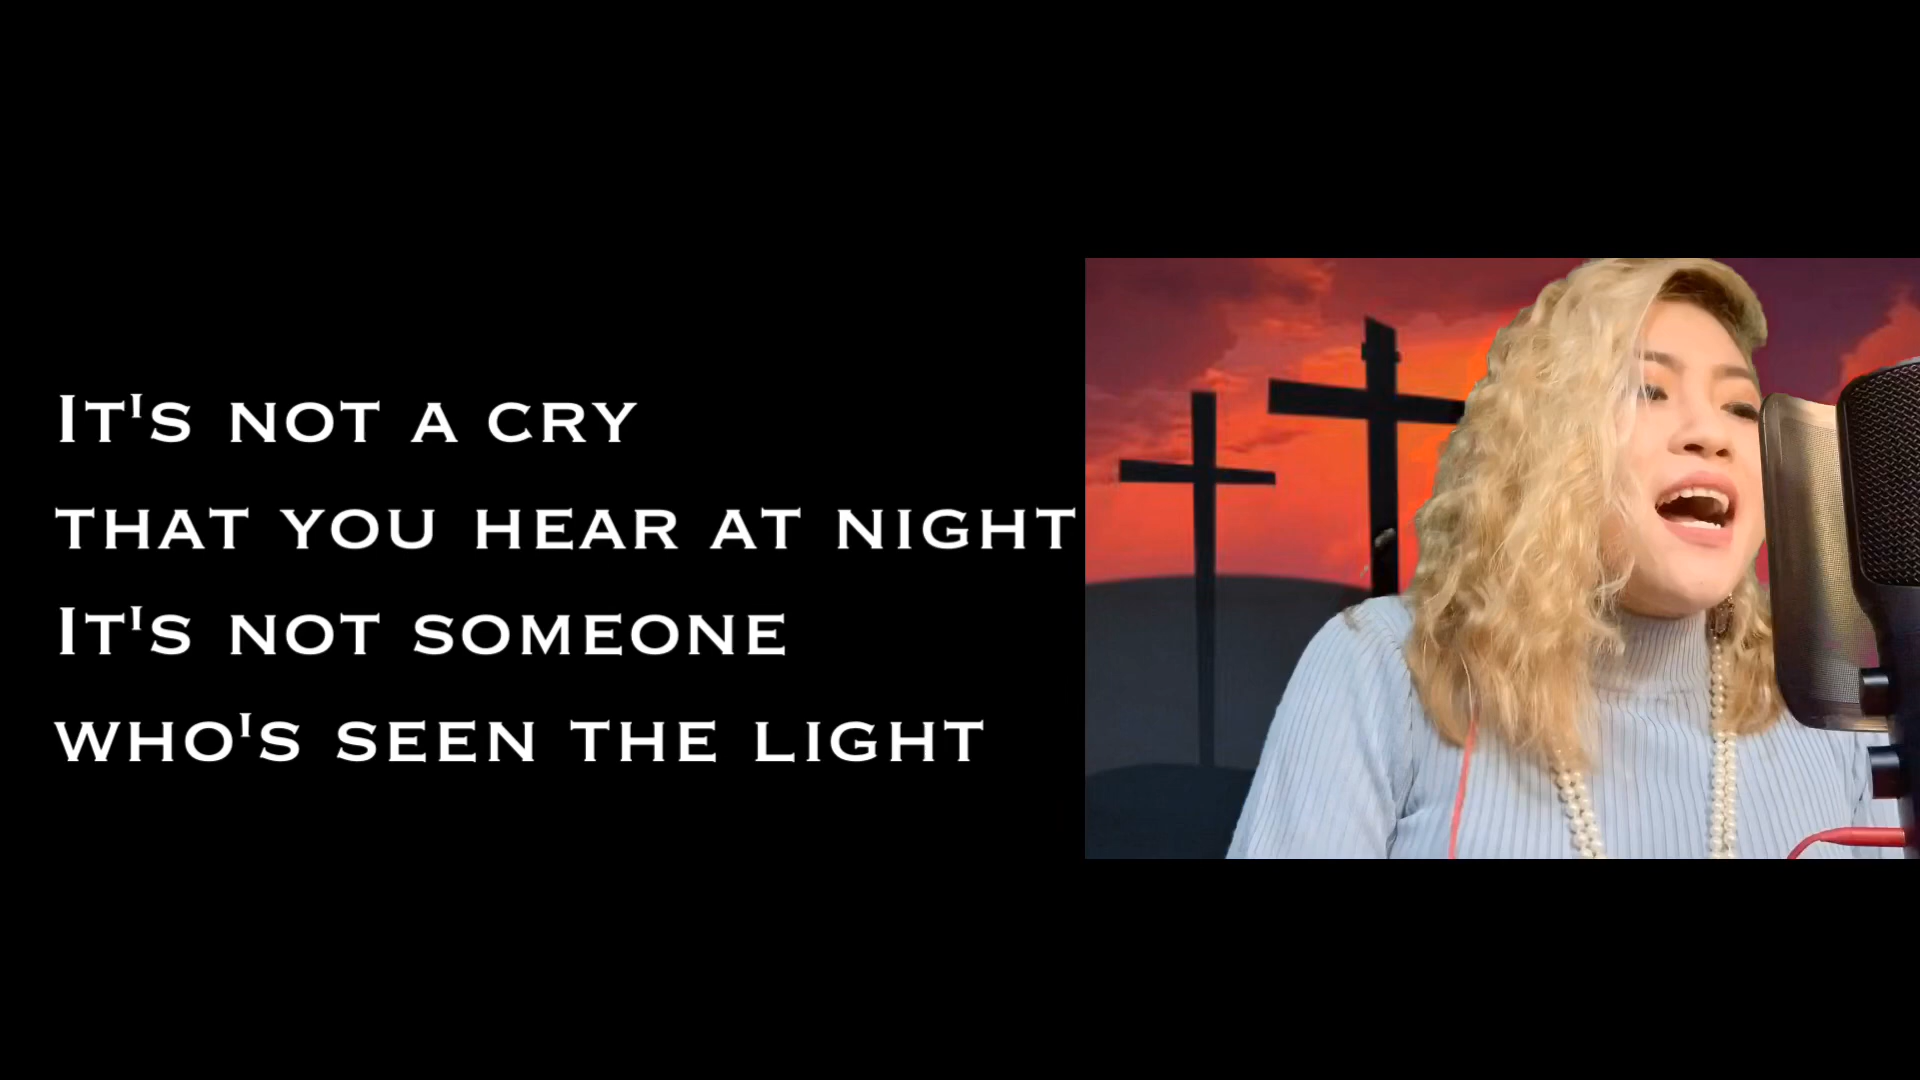 It's not a cry
that you hear at night
It's not someone
who's seen the light